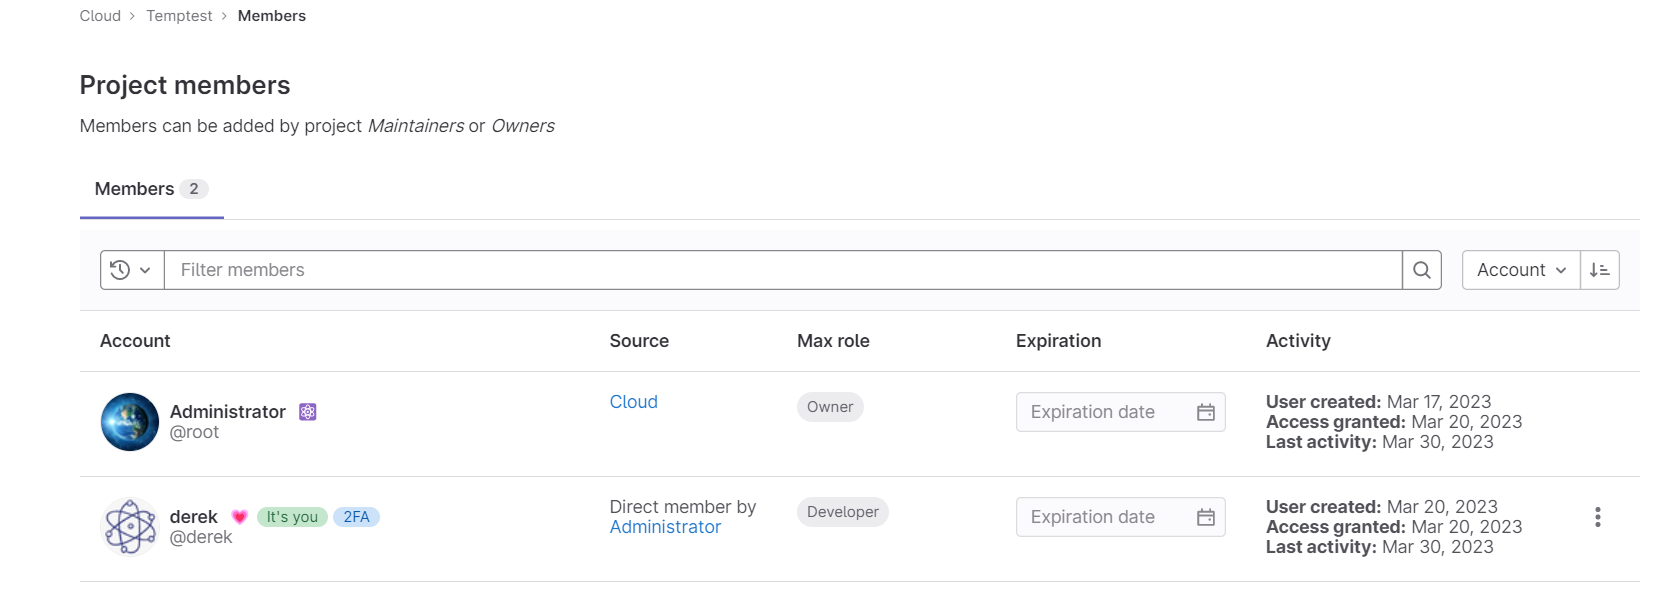 Cloud > Temptest > Members
Project members
Members can be added by project Maintainers or Owners
Members 2
Filter members
Account
Account Source Max role Expiration Activity
Administrator
@root
Cloud
Owner
Expiration date
User created: Mar 17, 2023
Access granted: Mar 20, 2023
Last activity: Mar 30, 2023
derek It's you 2FA
@derek
Direct member by
Administrator
Developer
Expiration date
User created: Mar 20, 2023
Access granted: Mar 20, 2023
Last activity: Mar 30, 2023